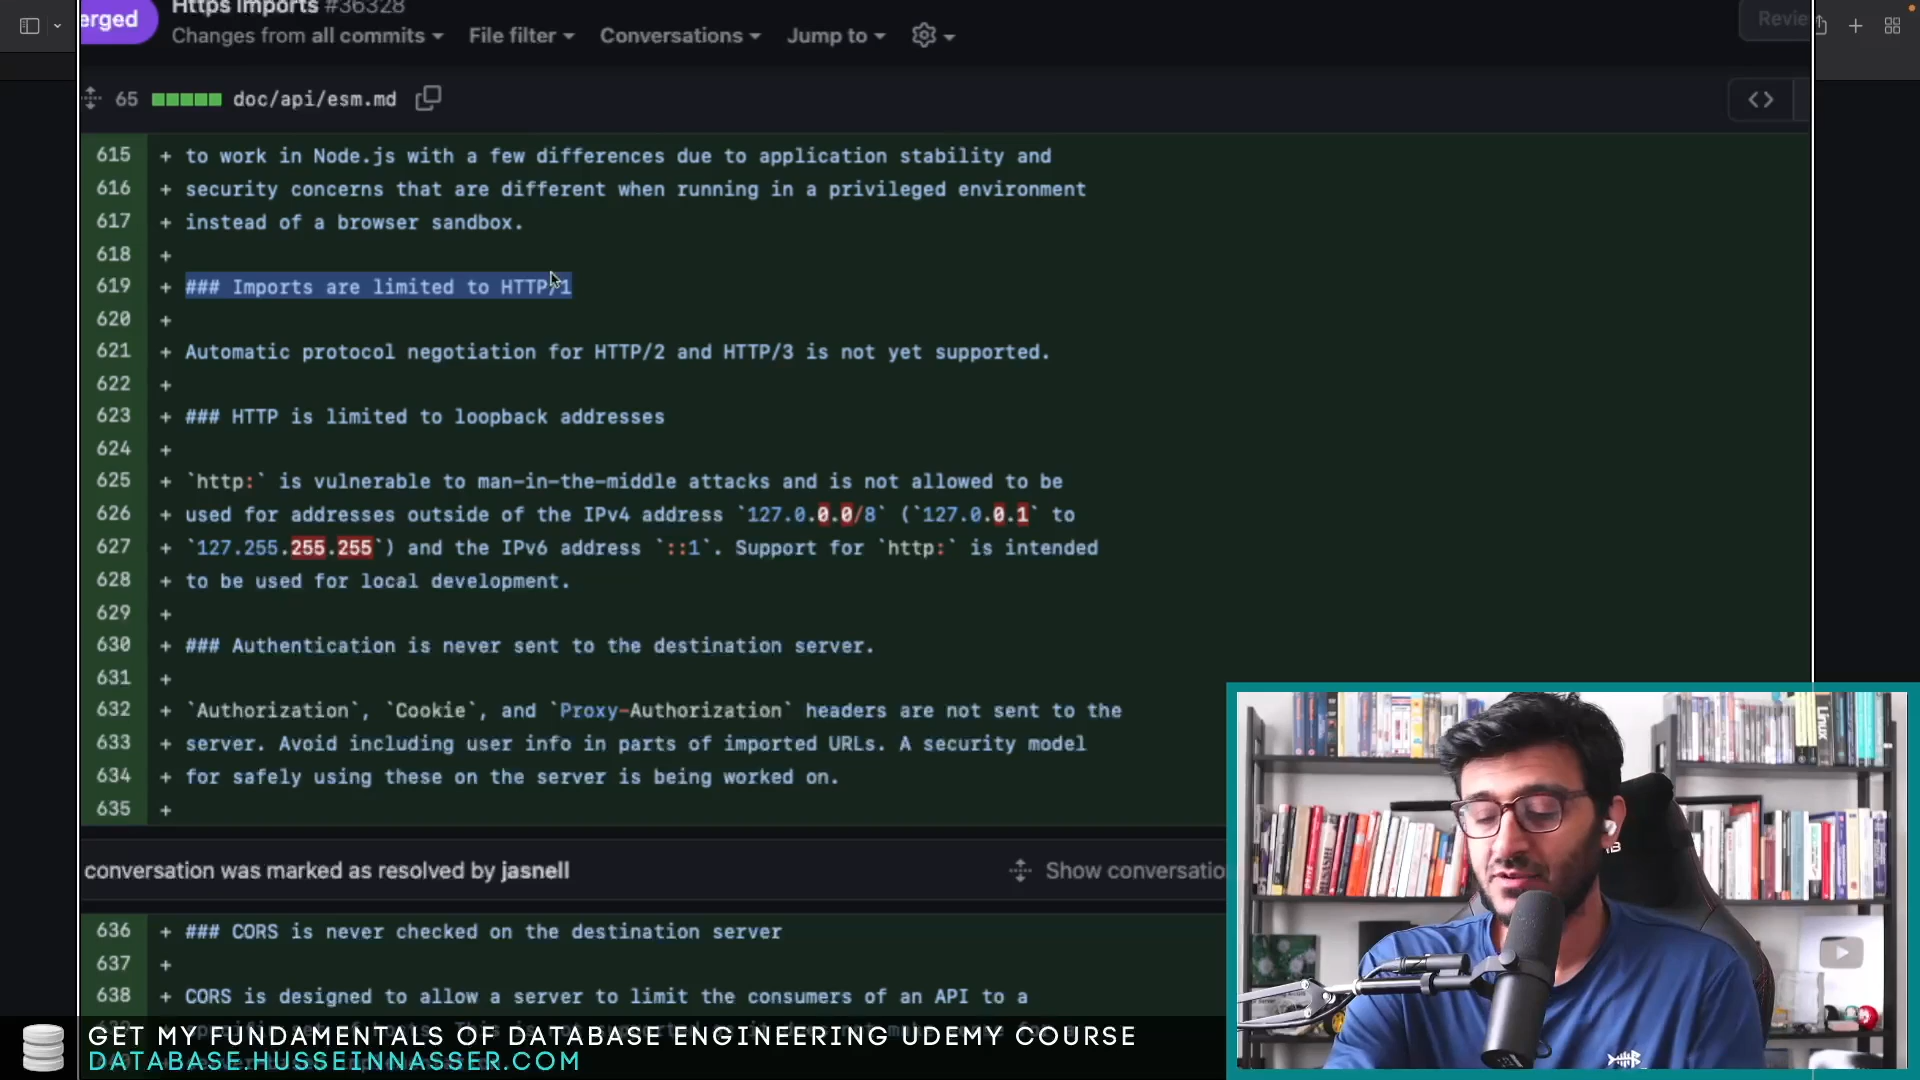 Https Imports #36328
erged
Changes from all commits
File filter
Conversations
Jump to
Revie
65 doc/api/esm.md
615 + to work in Node.js with a few differences due to application stability and
616 + security concerns that are different when running in a privileged environment
617 + instead of a browser sandbox.
618 +
619 + ### Imports are limited to HTTP/1
620 +
621 + Automatic protocol negotiation for HTTP/2 and HTTP/3 is not yet supported.
622 +
623 + ### HTTP is limited to loopback addresses
624 +
625 + `http:` is vulnerable to man-in-the-middle attacks and is not allowed to be
626 + used for addresses outside of the IPv4 address `127.0.0.0/8` (`127.0.0.1` to
627 + `127.255.255.255`) and the IPv6 address `::1`. Support for `http:` is intended
628 + to be used for local development.
629 +
630 + ### Authentication is never sent to the destination server.
631 +
632 + `Authorization`, `Cookie`, and `Proxy-Authorization` headers are not sent to the
633 + server. Avoid including user info in parts of imported URLs. A security model
634 + for safely using these on the server is being worked on.
635 +
conversation was marked as resolved by jasnell
Show conversatio
636 + ### CORS is never checked on the destination server
637 +
638 + CORS is designed to allow a server to limit the consumers of an API to a
GET MY FUNDAMENTALS OF DATABASE ENGINEERING UDEMY COURSE
DATABASE.HUSSEINNASSER.COM